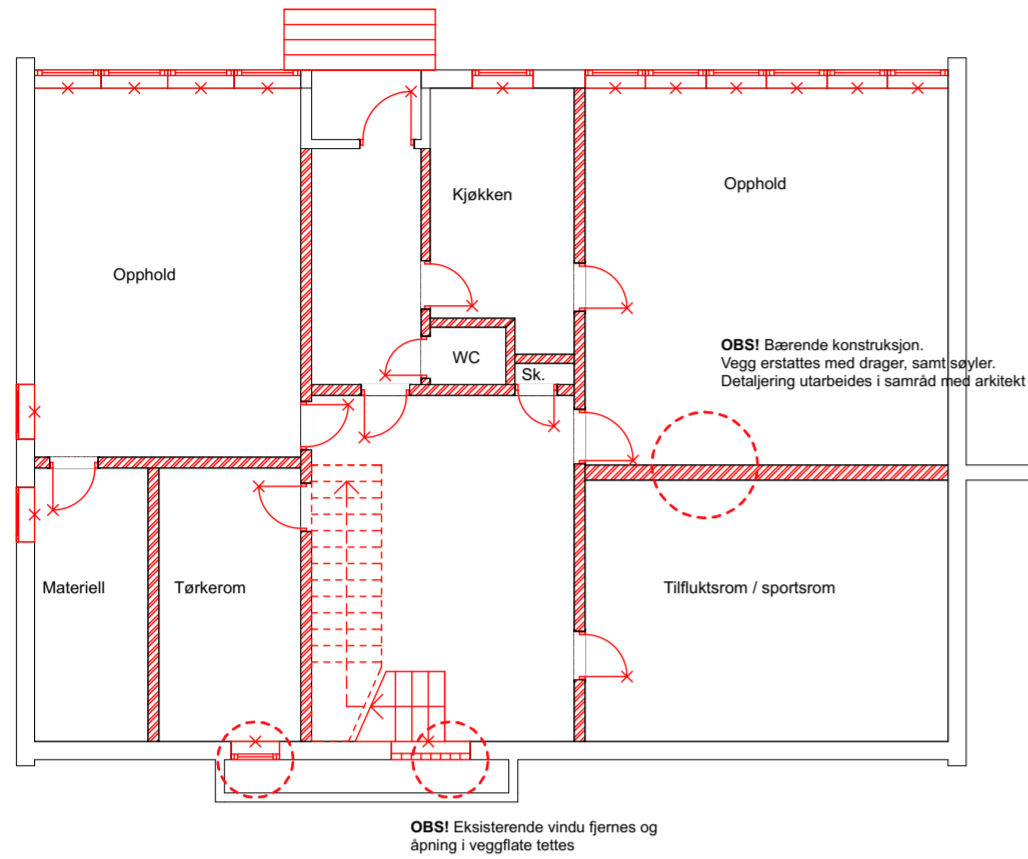 Opphold
Kjøkken
Opphold
WC
Sk.
OBS! Bærende konstruksjon.
Vegg erstattes med drager, samt søyler.
Detaljering utarbeides i samråd med arkitekt
Materiell
Tørkerom
Tilfluktsrom / sportsrom
OBS! Eksisterende vindu fjernes og
åpning i veggflate tettes